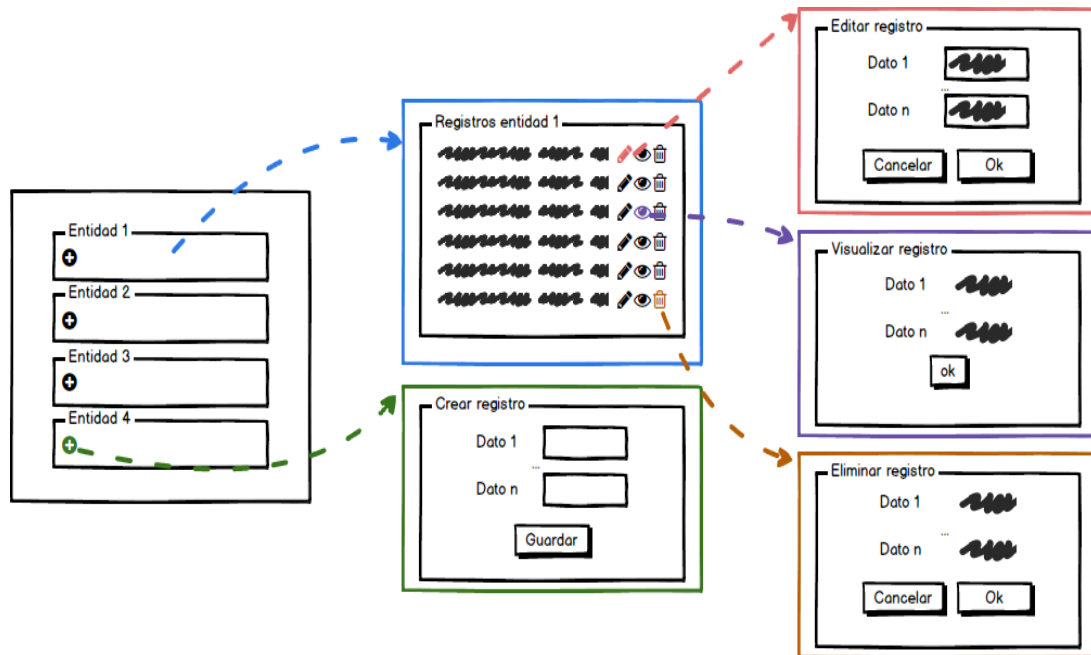 Entidad 1
Entidad 2
Entidad 3
Entidad 4
Registros entidad 1
Crear registro
Dato 1
...
Dato n
Guardar
Editar registro
Dato 1
...
Dato n
Cancelar Ok
Visualizar registro
Dato 1
...
Dato n
ok
Eliminar registro
Dato 1
...
Dato n
Cancelar Ok